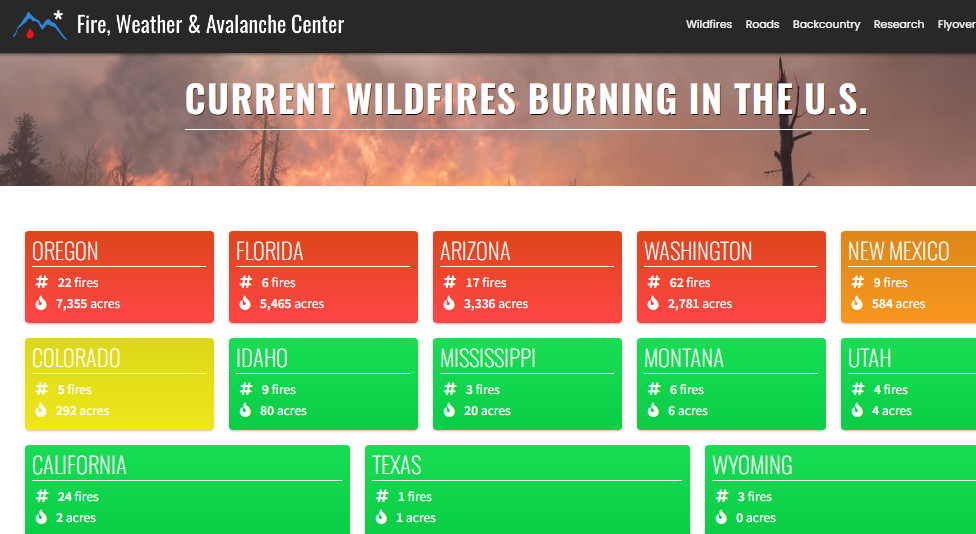 Fire, Weather & Avalanche Center
Wildfires Roads Backcountry Research Flyover
CURRENT WILDFIRES BURNING IN THE U.S.
OREGON
# 22 fires
7,355 acres
FLORIDA
# 6 fires
5,465 acres
ARIZONA
# 17 fires
3,336 acres
WASHINGTON
# 62 fires
2,781 acres
NEW MEXICO
# 9 fires
584 acres
COLORADO
# 5 fires
292 acres
IDAHO
# 9 fires
80 acres
MISSISSIPPI
# 3 fires
20 acres
MONTANA
# 6 fires
6 acres
UTAH
# 4 fires
4 acres
CALIFORNIA
# 24 fires
2 acres
TEXAS
# 1 fires
1 acres
WYOMING
# 3 fires
0 acres